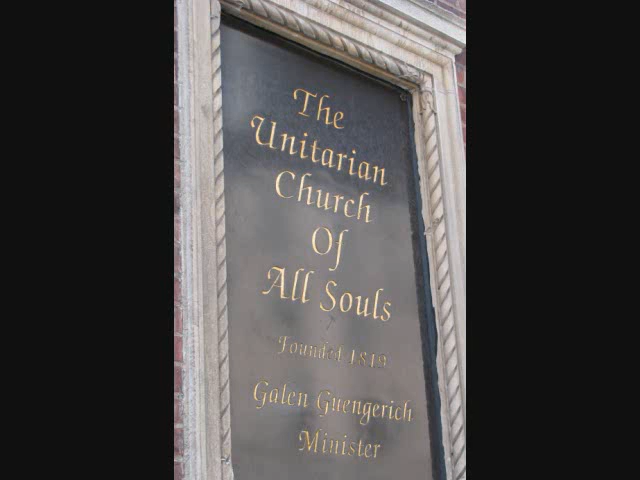 The
Unitarian
Church
Of
All Souls
Founded 1819
Galen Guengerich
Minister